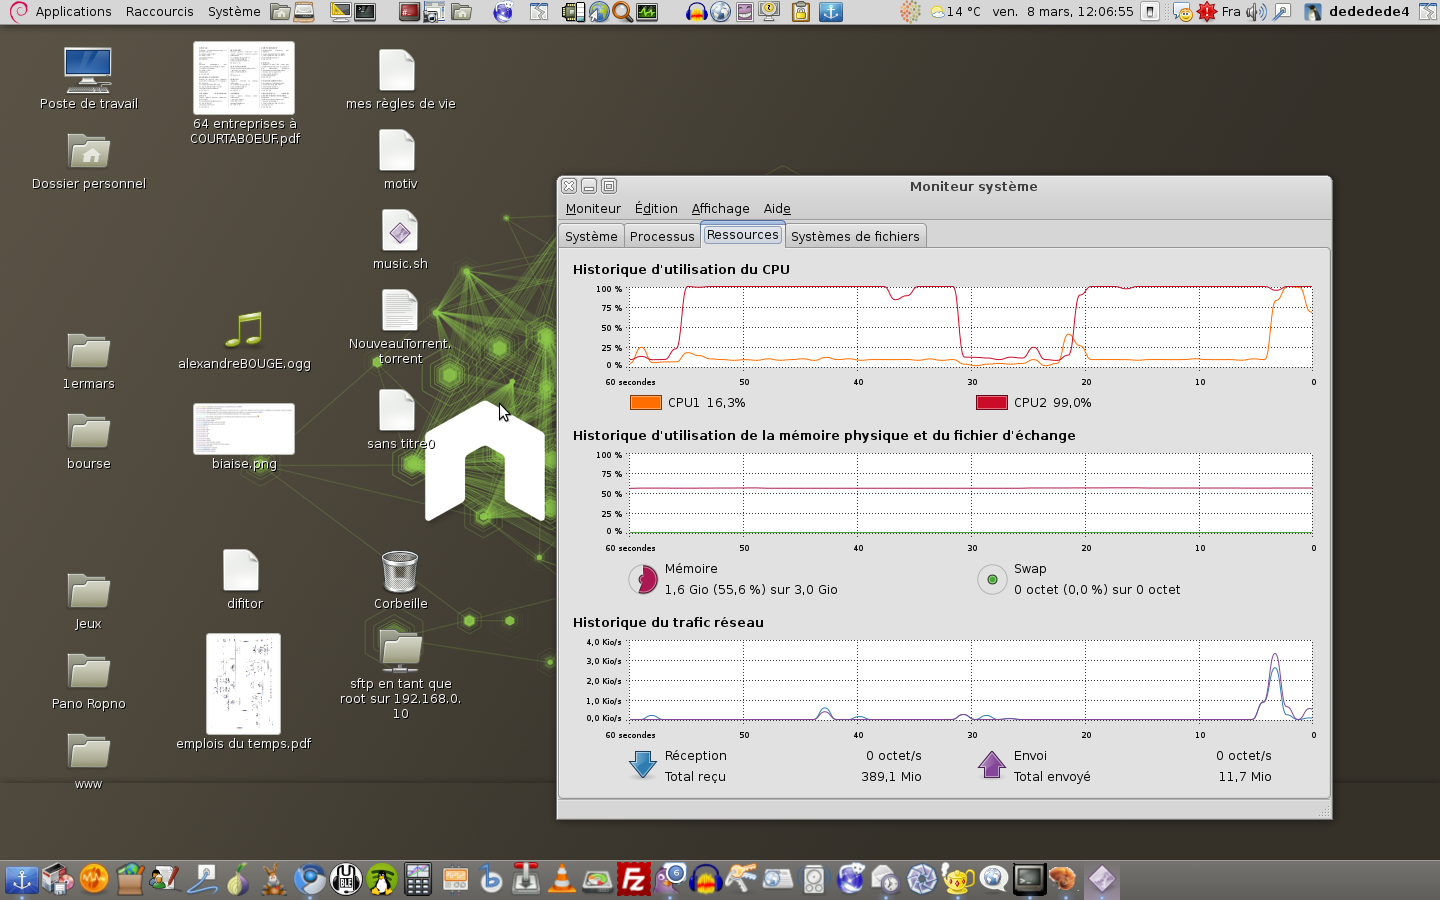 Applications Raccourcis Système 14 °C ven. 8 mars, 12:06:55 Fra dededede4
Poste de travail
64 entreprises à
COURTABOEUF.pdf
mes règles de vie
Dossier personnel
motiv
music.sh
alexandreBOUGE.ogg
NouveauTorrent.
torrent
1ermars
bourse
biaise.png
sans titre0
Jeux
difitor
Corbeille
Pano Ropno
emplois du temps.pdf
sftp en tant que
root sur 192.168.0.
10
www
Moniteur système
Moniteur Édition Affichage Aide
Système Processus Ressources Systèmes de fichiers
Historique d'utilisation du CPU
100 %
75 %
50 %
25 %
0 %
60 secondes 50 40 30 20 10 0
CPU1 16,3% CPU2 99,0%
Historique d'utilisation de la mémoire physique et du fichier d'échange
100 %
75 %
50 %
25 %
0 %
60 secondes 50 40 30 20 10 0
Mémoire Swap
1,6 Gio (55,6 %) sur 3,0 Gio 0 octet (0,0 %) sur 0 octet
Historique du trafic réseau
4,0 Kio/s
3,0 Kio/s
2,0 Kio/s
1,0 Kio/s
0,0 Kio/s
60 secondes 50 40 30 20 10 0
Réception 0 octet/s Envoi 0 octet/s
Total reçu 389,1 Mio Total envoyé 11,7 Mio
FZ
6